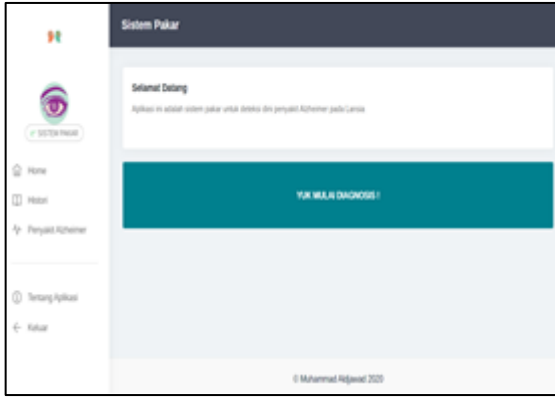 Sistem Pakar
Selamat Datang
Aplikasi ini adalah sistem pakar untuk deteksi dini penyakit Alzheimer pada Lansia
✓ SISTEM PAKAR
YUK MULAI DIAGNOSIS !
Home
Histori
Penyakit Alzheimer
Tentang Aplikasi
Keluar
© Muhammad Aldjawad 2020